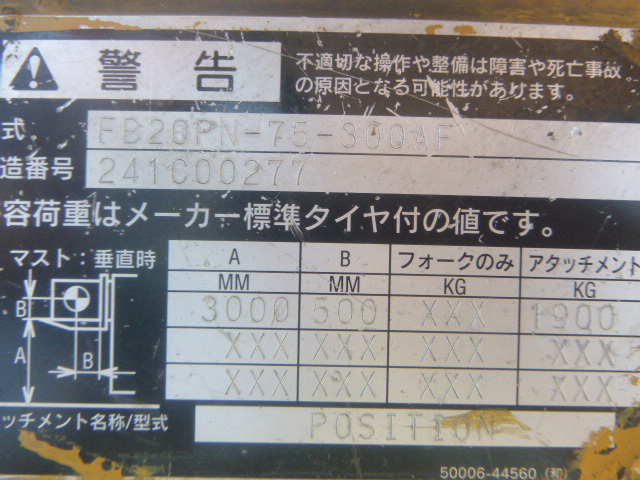 警告
不適切な操作や整備は障害や死亡事故
の原因となる可能性があります。
式 FB20PN-75-300AF
造番号 241C00277
容荷重はメーカー標準タイヤ付の値です。
マスト：垂直時 A B フォークのみ アタッチメント
MM MM KG KG
3000 500 XXX 1900
XXX XXX XXX XXX
XXX XXX XXX XXX
B
A B
ッチメント名称/型式 POSITION
50006-44560（和）